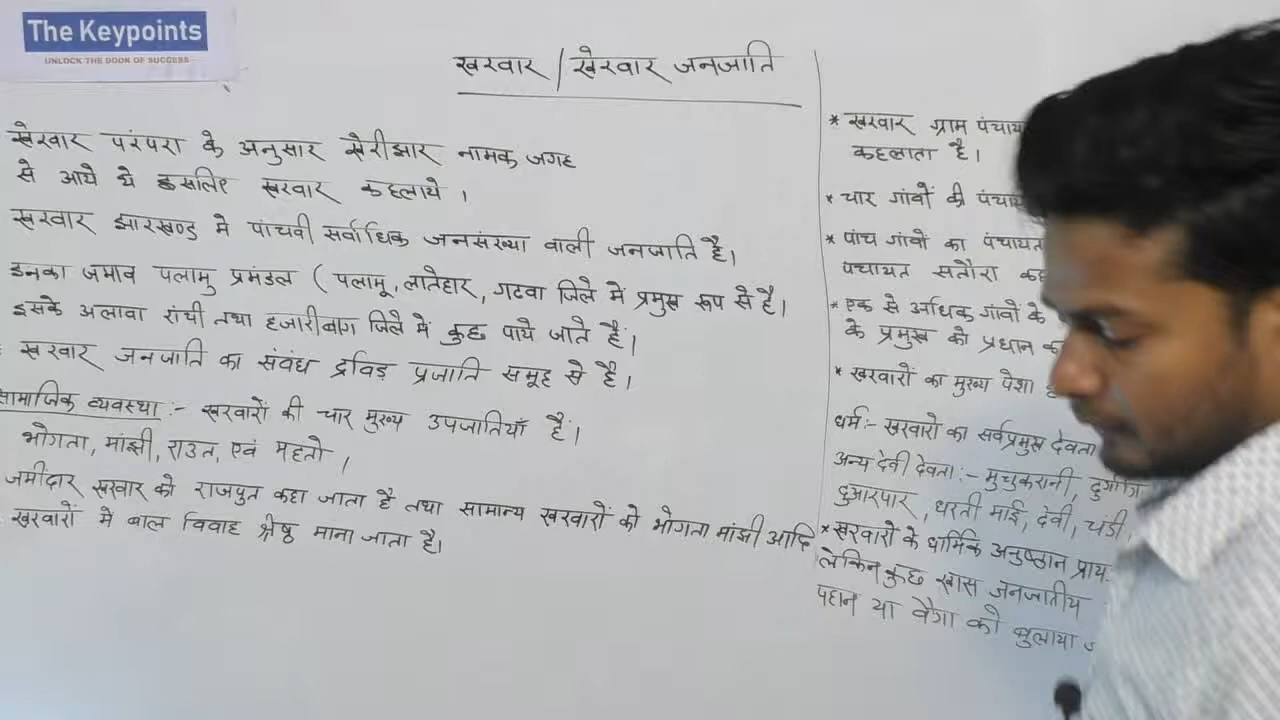 The Keypoints
UNLOCK THE DOOR OF SUCCESS
खरवार / खेरवार जनजाति
खेरवार परंपरा के अनुसार खेरीझार नामक जगह
से आये थे इसलिए खरवार कहलाये ।
खरवार झारखण्ड मे पांचवी सर्वाधिक जनसंख्या वाली जनजाति है।
इनका जमाव पलामु प्रमंडल ( पलामू, लातेहार, गढवा जिले में प्रमुख रूप से है।
इसके अलावा रांची तथा हजारीबाग जिले मे कुछ पाये जाते हैं।
खरवार जनजाति का संबंध द्रविड़ प्रजाति समूह से है।
सामाजिक व्यवस्था :- खरवारों की चार मुख्य उपजातियाँ हैं।
भोगता, मांझी, राउत, एवं महतो ।
जमींदार खरवार को राजपुत कहा जाता है तथा सामान्य खरवारों को भोगता मांझी आदि
खरवारों मे बाल विवाह श्रेष्ठ माना जाता है।
* खरवार ग्राम पंचाय
कहलाता है।
* चार गांवों की पंचाय
* पांच गांवों का पंचायत
पंचायत सतौरा कह
* एक से अधिक गांवों के
के प्रमुख को प्रधान क
* खरवारों का मुख्य पेशा
धर्म:- खरवारो का सर्वप्रमुख देवता
अन्य देवी देवता:- मुचुकरानी,
दुआरपार, धरती माई, देवी, चंडी,
* खरवारों के धार्मिक अनुष्ठान प्राय:
लेकिन कुछ खास जनजातीय
पहान या बैगा को बुलाया